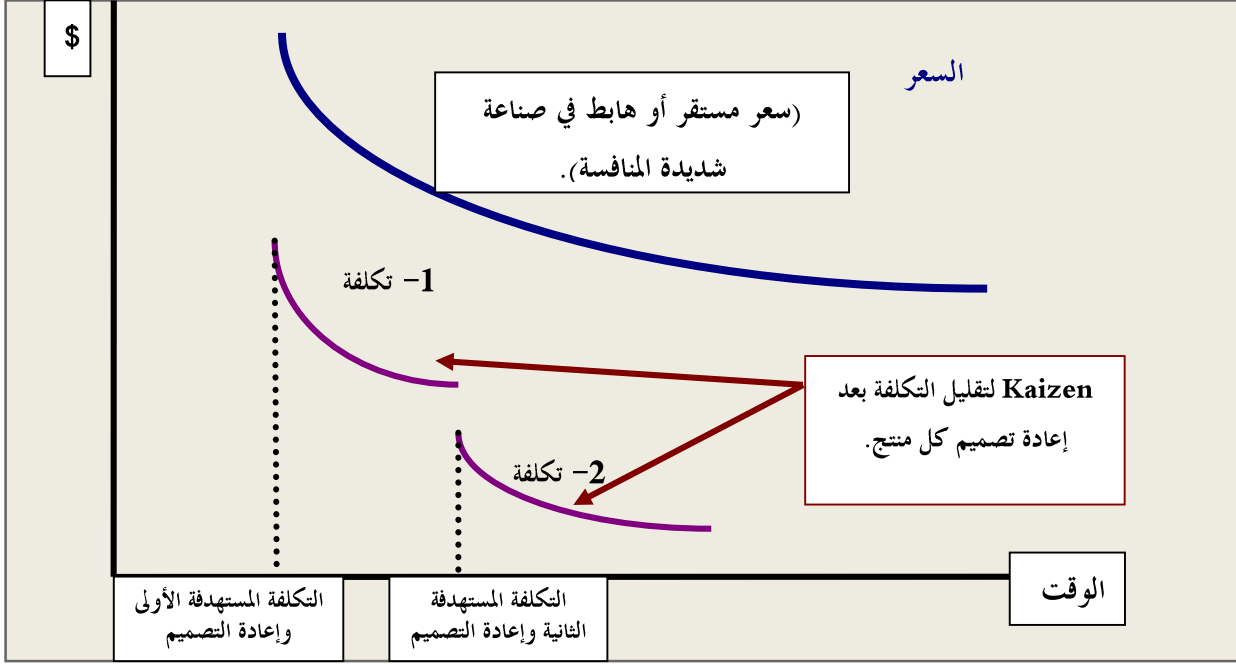 $
السعر
(سعر مستقر أو هابط في صناعة
شديدة المنافسة).
1- تكلفة
Kaizen لتقليل التكلفة بعد
إعادة تصميم كل منتج.
2- تكلفة
الوقت
التكلفة المستهدفة الأولى
وإعادة التصميم
التكلفة المستهدفة
الثانية وإعادة التصميم